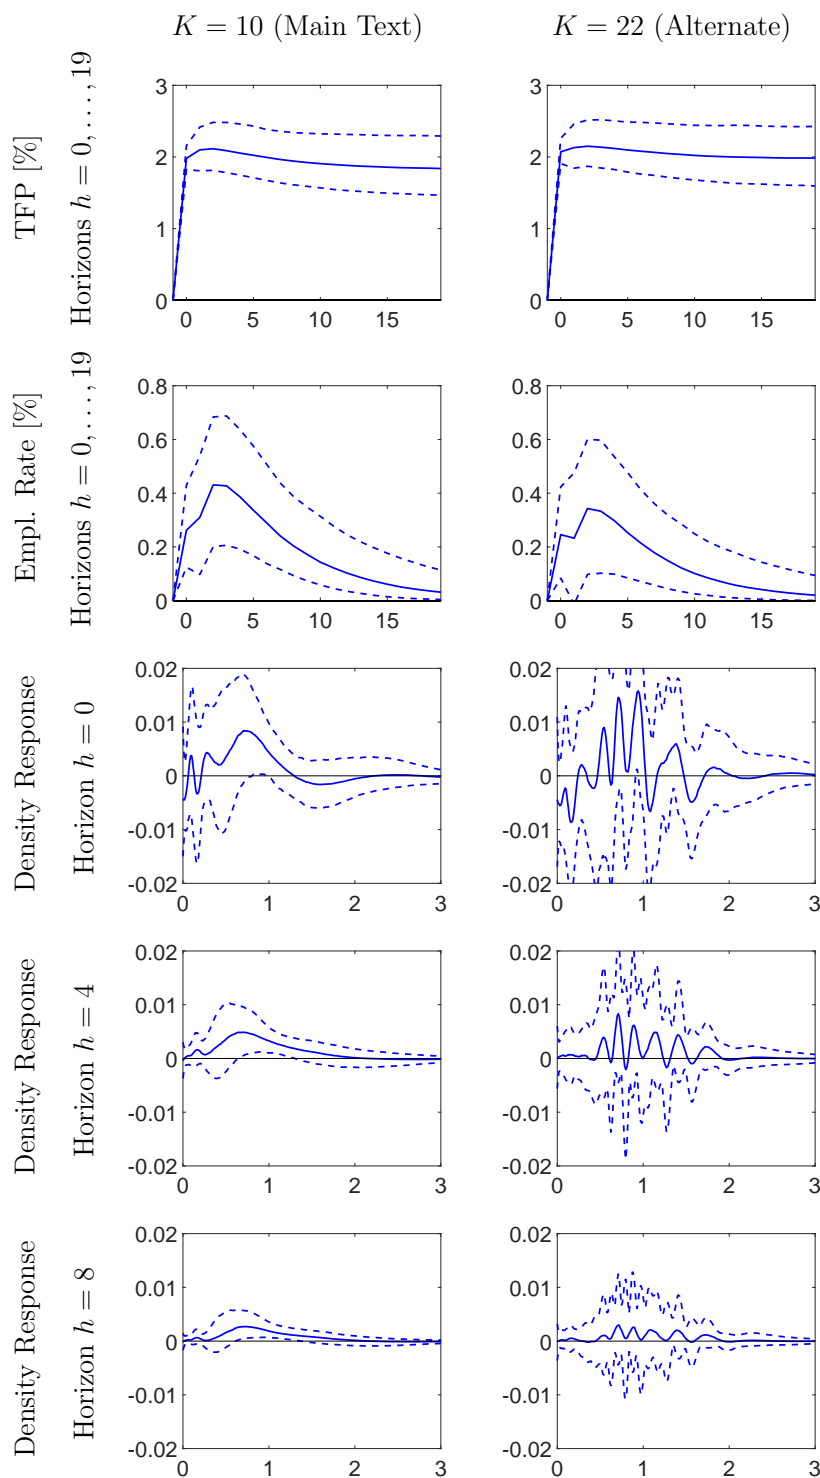 K = 10 (Main Text)
K = 22 (Alternate)
TFP [%]
Horizons h = 0, . . . , 19
3
2
1
0
0 5 10 15
3
2
1
0
0 5 10 15
Empl. Rate [%]
Horizons h = 0, . . . , 19
0.8
0.6
0.4
0.2
0
0 5 10 15
0.8
0.6
0.4
0.2
0
0 5 10 15
Density Response
Horizon h = 0
0.02
0.01
0
-0.01
-0.02
0 1 2 3
0.02
0.01
0
-0.01
-0.02
0 1 2 3
Density Response
Horizon h = 4
0.02
0.01
0
-0.01
-0.02
0 1 2 3
0.02
0.01
0
-0.01
-0.02
0 1 2 3
Density Response
Horizon h = 8
0.02
0.01
0
-0.01
-0.02
0 1 2 3
0.02
0.01
0
-0.01
-0.02
0 1 2 3